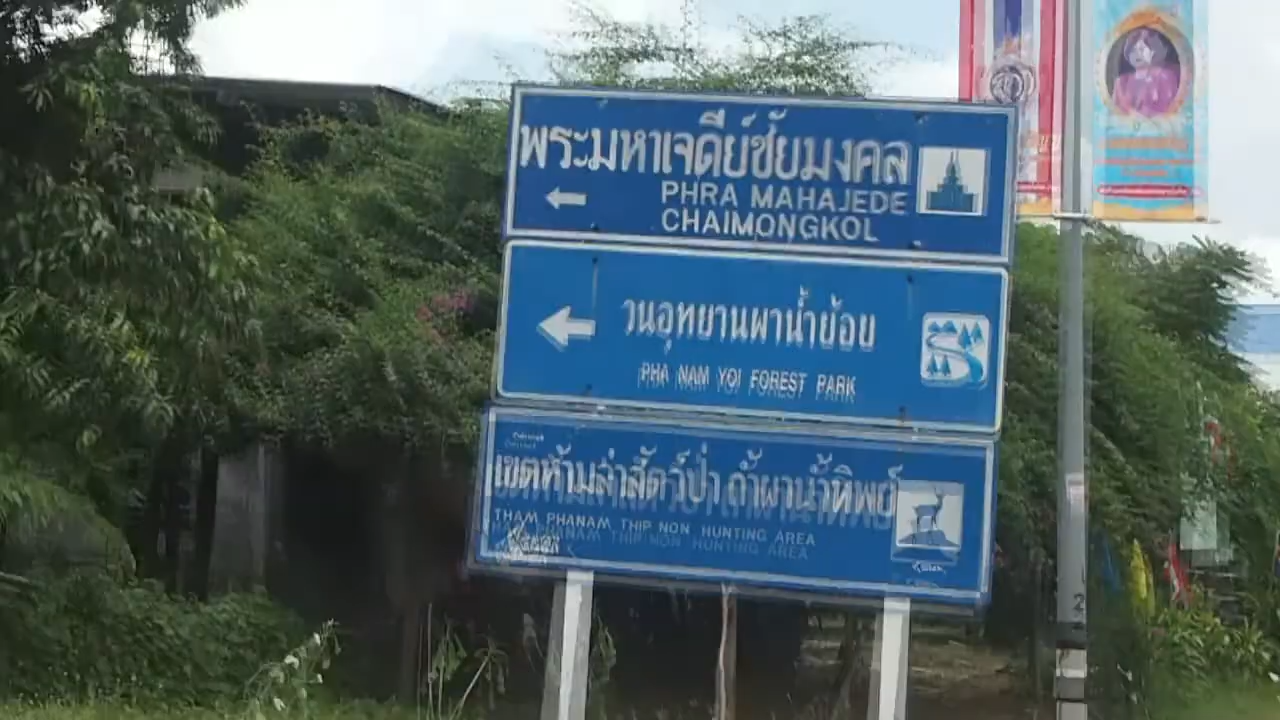 พระมหาเจดีย์ชัยมงคล
PHRA MAHAJEDE
CHAIMONGKOL
วนอุทยานผาน้ำย้อย
PHA NAM YOI FOREST PARK
เขตห้ามล่าสัตว์ป่า ถ้ำผาน้ำทิพย์
THAM PHANAM THIP NON HUNTING AREA
2